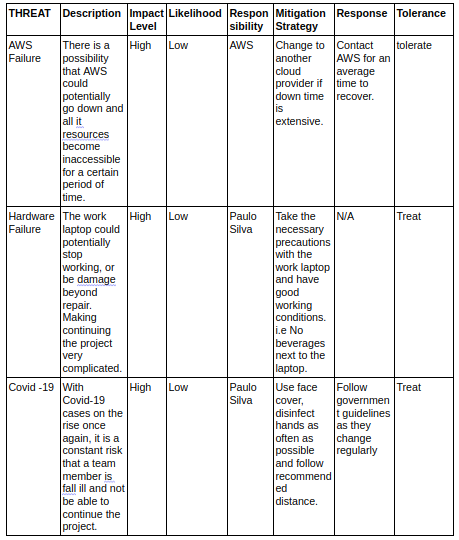 THREAT
Description
Impact
Level
Likelihood
Respon
sibility
Mitigation
Strategy
Response
Tolerance
AWS
Failure
There is a
possibility
that AWS
could
potentially
go down and
all it
resources
become
inaccessible
for a certain
period of
time.
High
Low
AWS
Change to
another
cloud
provider if
down time
is
extensive.
Contact
AWS for an
average
time to
recover.
tolerate
Hardware
Failure
The work
laptop could
potentially
stop
working, or
be damage
beyond
repair.
Making
continuing
the project
very
complicated.
High
Low
Paulo
Silva
Take the
necessary
precautions
with the
work laptop
and have
good
working
conditions.
i.e No
beverages
next to the
laptop.
N/A
Treat
Covid -19
With
Covid-19
cases on the
rise once
again, it is a
constant risk
that a team
member is
fall ill and not
be able to
continue the
project.
High
Low
Paulo
Silva
Use face
cover,
disinfect
hands as
often as
possible
and follow
recommend
ed
distance.
Follow
governmen
t guidelines
as they
change
regularly
Treat